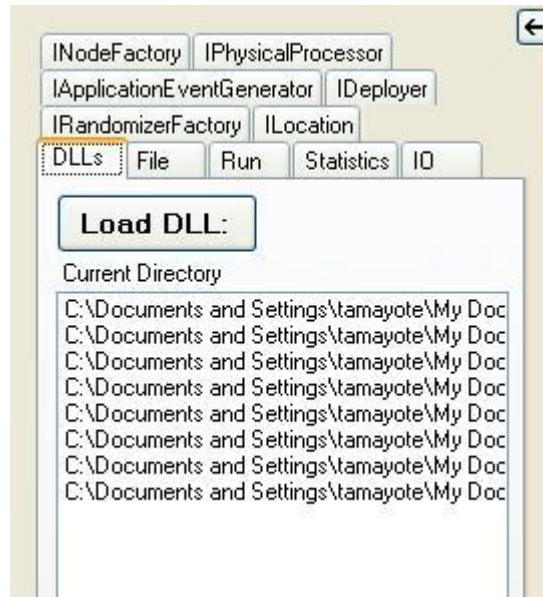 INodeFactory IPhysicalProcessor
IApplicationEventGenerator IDeployer
IRandomizerFactory ILocation
DLLs File Run Statistics IO
Load DLL:
Current Directory
C:\Documents and Settings\tamayote\My Doc
C:\Documents and Settings\tamayote\My Doc
C:\Documents and Settings\tamayote\My Doc
C:\Documents and Settings\tamayote\My Doc
C:\Documents and Settings\tamayote\My Doc
C:\Documents and Settings\tamayote\My Doc
C:\Documents and Settings\tamayote\My Doc
C:\Documents and Settings\tamayote\My Doc